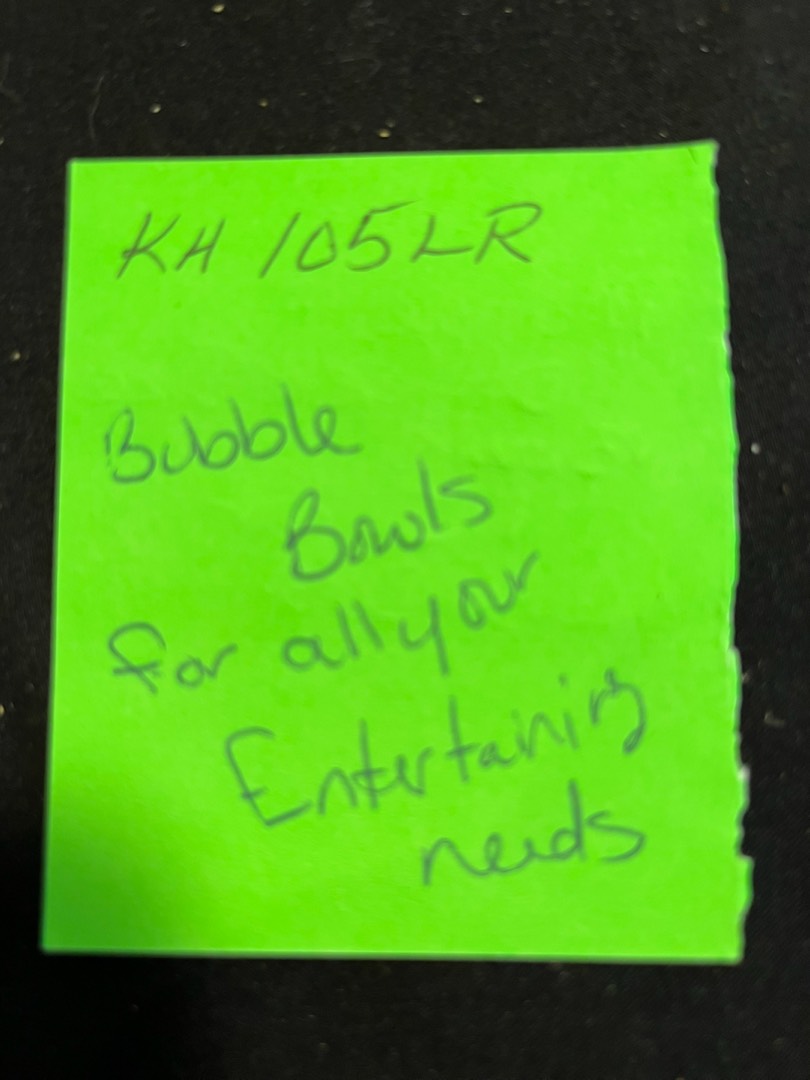 KH 105LR
Bubble
Bowls
for all your
Entertaining
needs